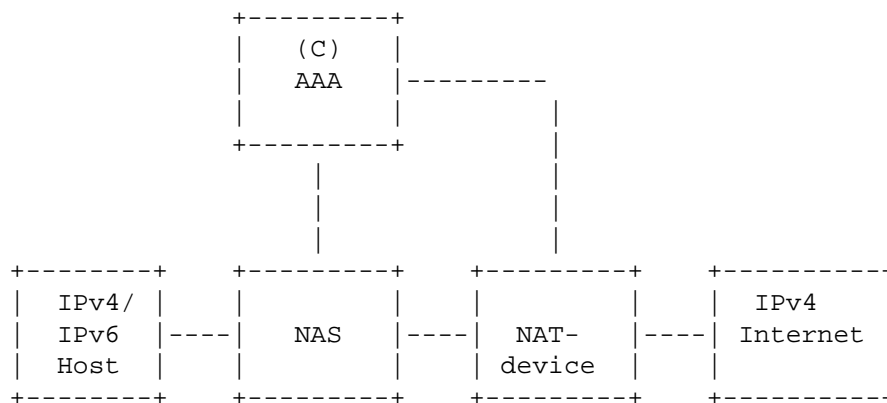 (C)
AAA
IPv4/ IPv4
IPv6 NAS NAT- Internet
Host device